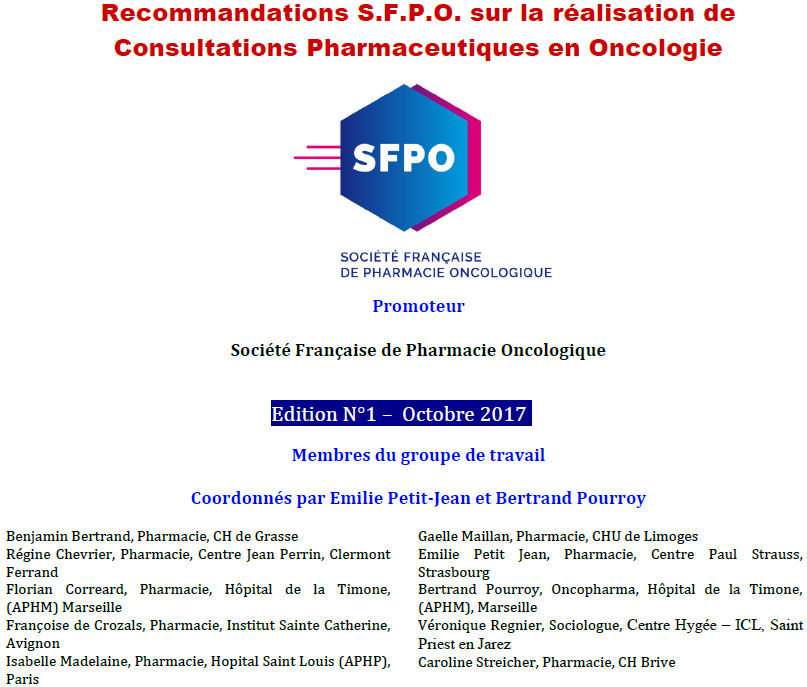 Recommandations S.F.P.O. sur la réalisation de
Consultations Pharmaceutiques en Oncologie
SFPO
SOCIÉTÉ FRANÇAISE
DE PHARMACIE ONCOLOGIQUE
Promoteur
Société Française de Pharmacie Oncologique
Edition N°1 – Octobre 2017
Membres du groupe de travail
Coordonnés par Emilie Petit-Jean et Bertrand Pourroy
Benjamin Bertrand, Pharmacie, CH de Grasse
Régine Chevrier, Pharmacie, Centre Jean Perrin, Clermont
Ferrand
Florian Correard, Pharmacie, Hôpital de la Timone,
(APHM) Marseille
Françoise de Crozals, Pharmacie, Institut Sainte Catherine,
Avignon
Isabelle Madelaine, Pharmacie, Hopital Saint Louis (APHP),
Paris
Gaelle Maillan, Pharmacie, CHU de Limoges
Emilie Petit Jean, Pharmacie, Centre Paul Strauss,
Strasbourg
Bertrand Pourroy, Oncopharma, Hôpital de la Timone,
(APHM), Marseille
Véronique Regnier, Sociologue, Centre Hygée – ICL, Saint
Priest en Jarez
Caroline Streicher, Pharmacie, CH Brive